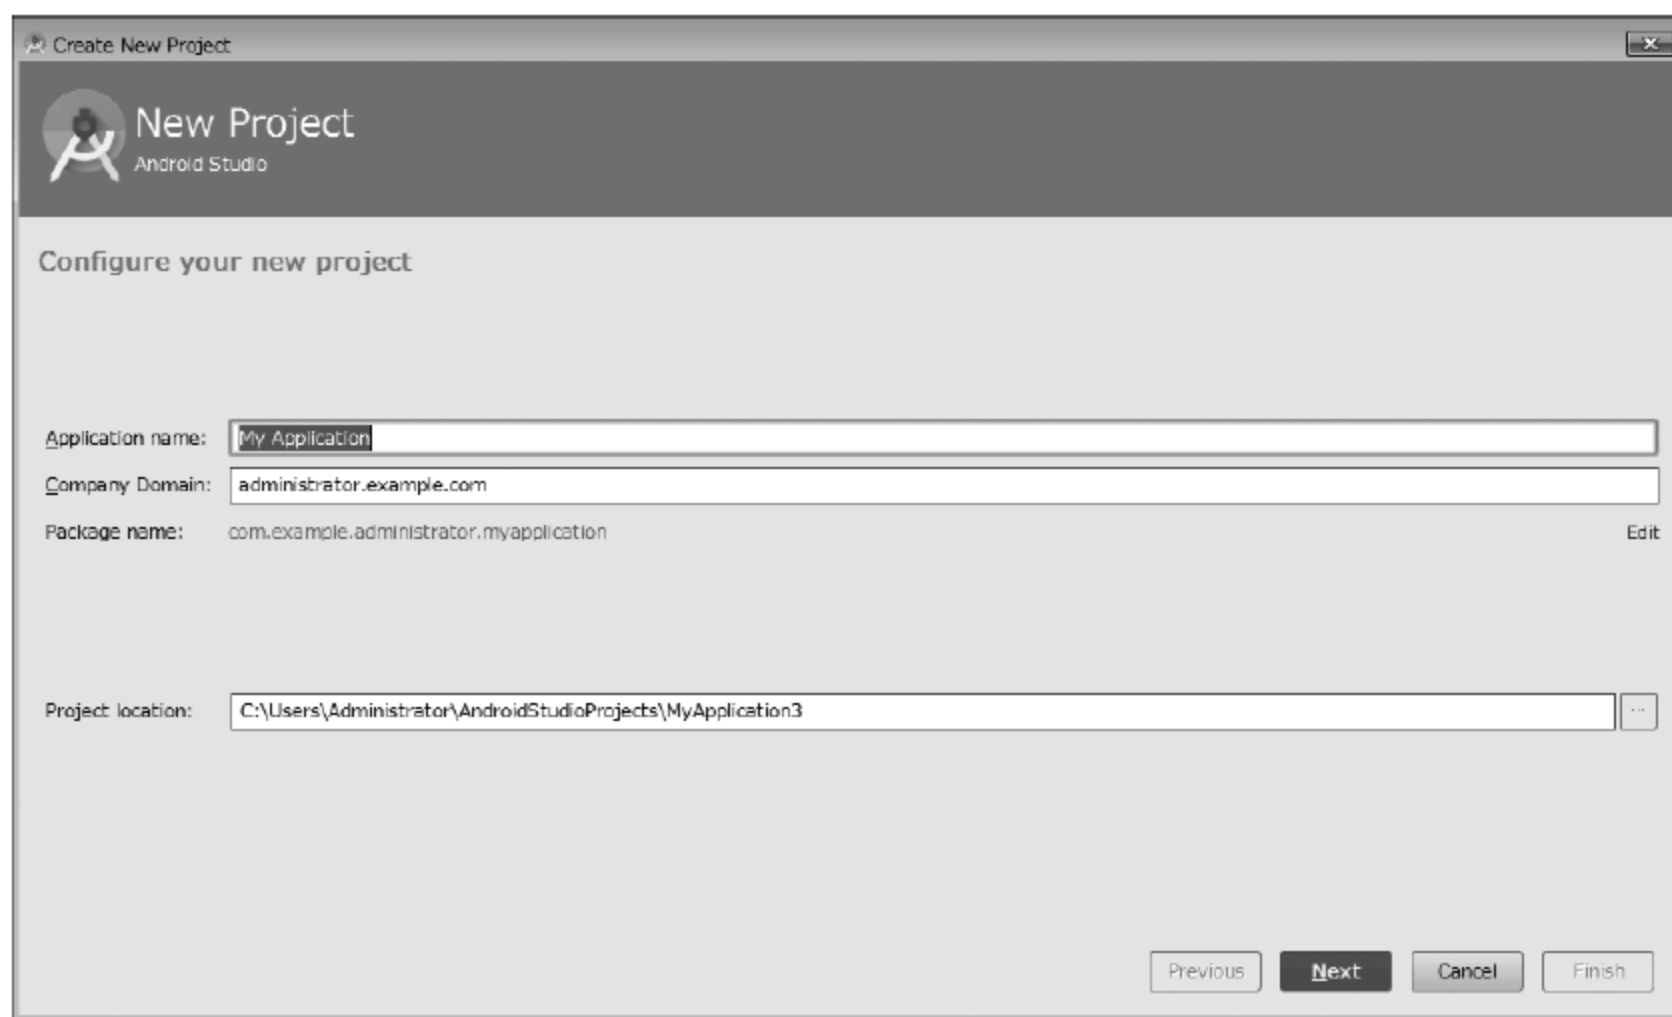 Create New Project
New Project
Android Studio
Configure your new project
Application name: My Application
Company Domain: administrator.example.com
Package name: com.example.administrator.myapplication Edit
Project location: C:\Users\Administrator\AndroidStudioProjects\MyApplication3 ...
Previous Next Cancel Finish